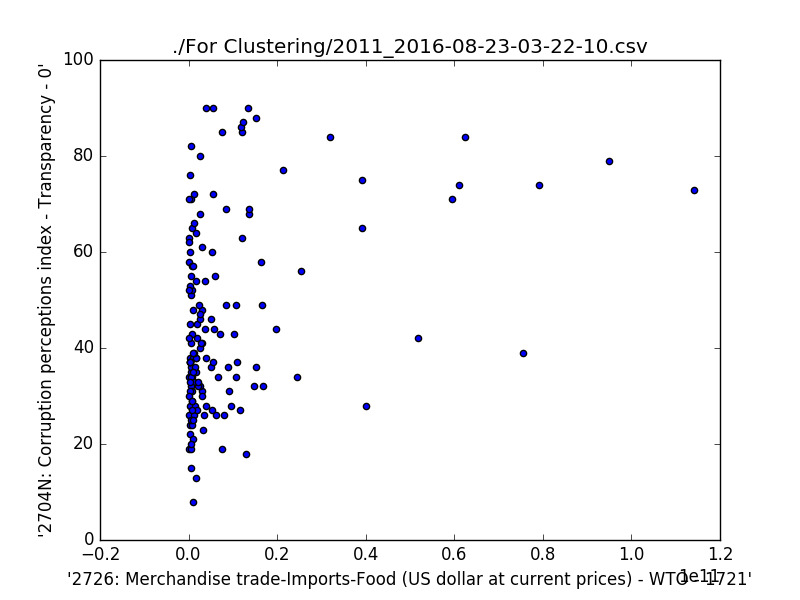 ./For Clustering/2011_2016-08-23-03-22-10.csv
100
80
60
40
20
0
'2704N: Corruption perceptions index - Transparency - 0'
−0.2 0.0 0.2 0.4 0.6 0.8 1.0 1.2
1e11
'2726: Merchandise trade-Imports-Food (US dollar at current prices) - WTO - 1721'